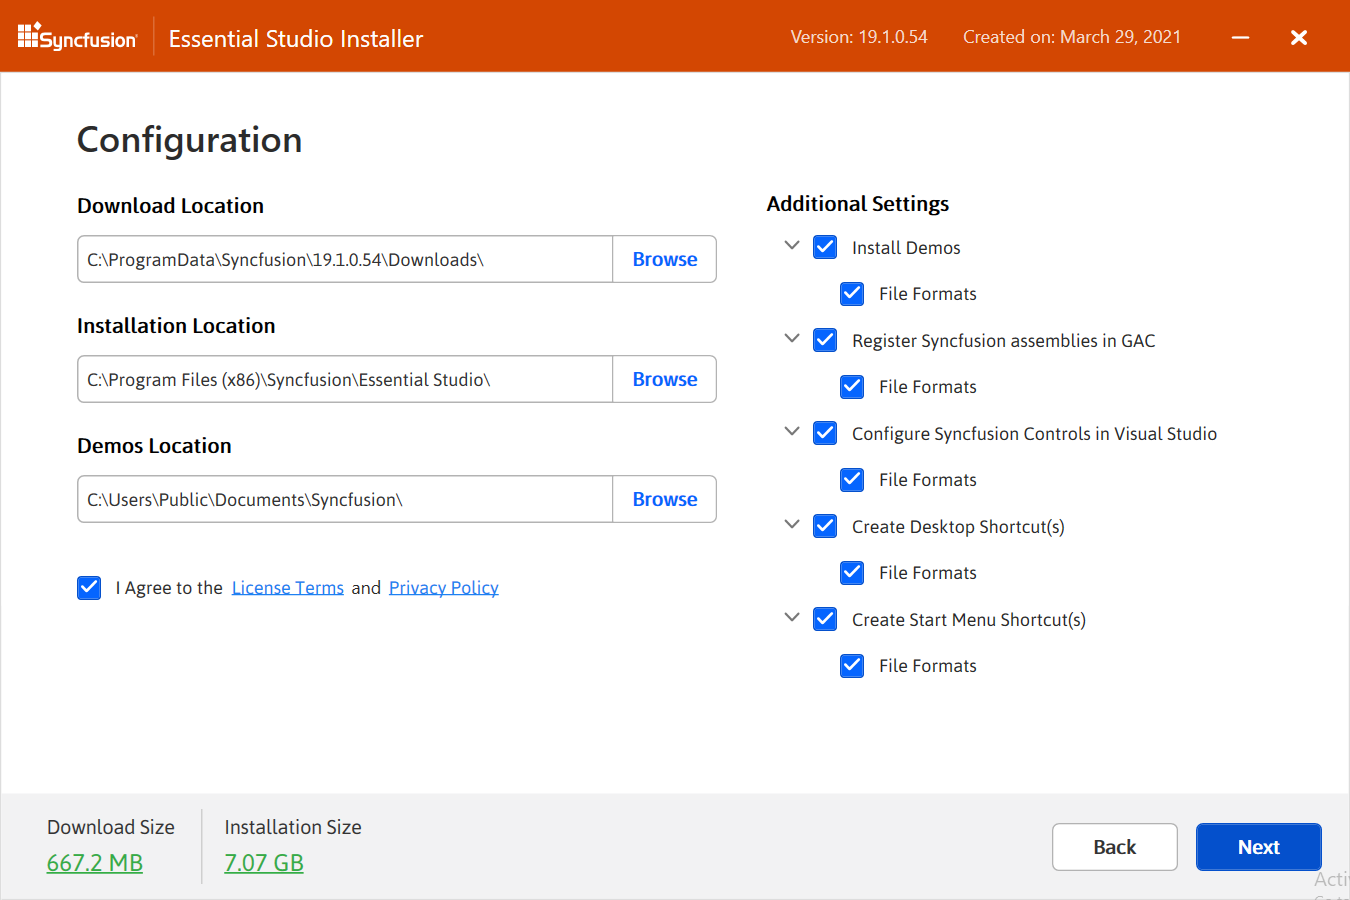 Syncfusion
Essential Studio Installer
Version: 19.1.0.54
Created on: March 29, 2021
Configuration
Download Location
C:\ProgramData\Syncfusion\19.1.0.54\Downloads\
Browse
Installation Location
C:\Program Files (x86)\Syncfusion\Essential Studio\
Browse
Demos Location
C:\Users\Public\Documents\Syncfusion\
Browse
I Agree to the License Terms and Privacy Policy
Additional Settings
Install Demos
File Formats
Register Syncfusion assemblies in GAC
File Formats
Configure Syncfusion Controls in Visual Studio
File Formats
Create Desktop Shortcut(s)
File Formats
Create Start Menu Shortcut(s)
File Formats
Download Size
667.2 MB
Installation Size
7.07 GB
Back
Next